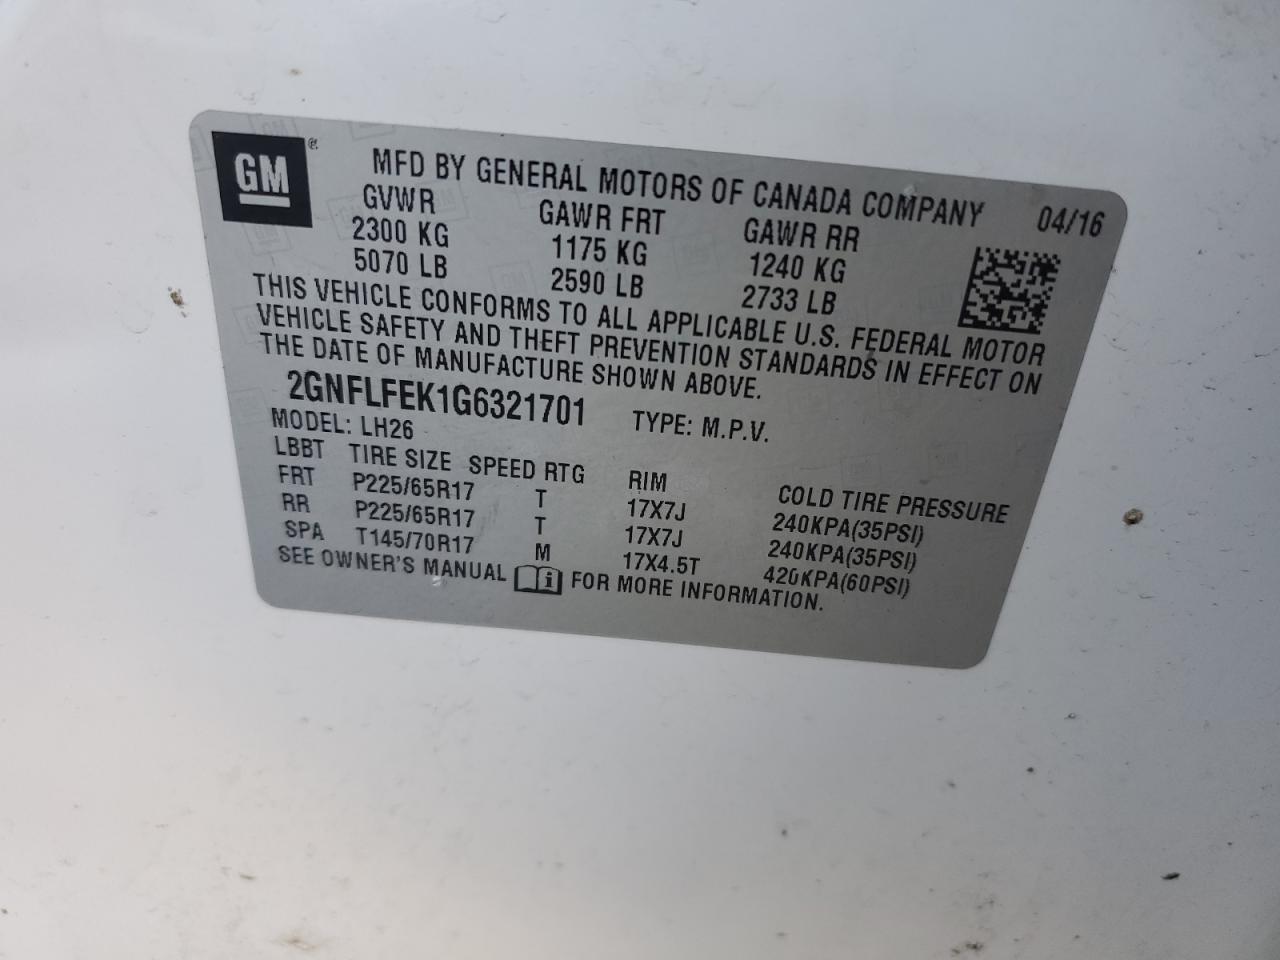 GM
MFD BY GENERAL MOTORS OF CANADA COMPANY 04/16
GVWR GAWR FRT GAWR RR
2300 KG 1175 KG 1240 KG
5070 LB 2590 LB 2733 LB
THIS VEHICLE CONFORMS TO ALL APPLICABLE U.S. FEDERAL MOTOR
VEHICLE SAFETY AND THEFT PREVENTION STANDARDS IN EFFECT ON
THE DATE OF MANUFACTURE SHOWN ABOVE.
2GNFLFEK1G6321701 TYPE: M.P.V.
MODEL: LH26
LBBT TIRE SIZE SPEED RTG RIM COLD TIRE PRESSURE
FRT P225/65R17 T 17X7J 240KPA(35PSI)
RR P225/65R17 T 17X7J 240KPA(35PSI)
SPA T145/70R17 M 17X4.5T 420KPA(60PSI)
SEE OWNER'S MANUAL i FOR MORE INFORMATION.